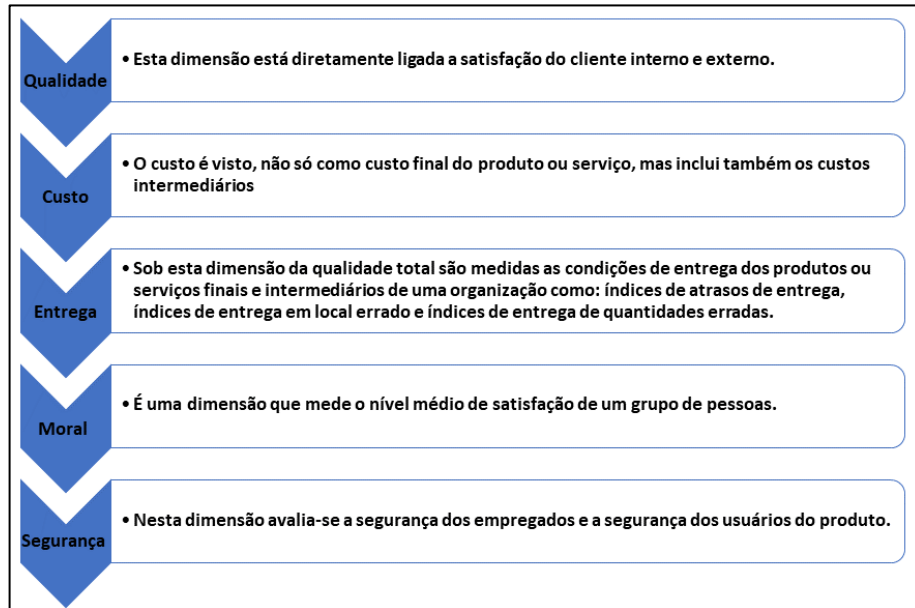 Qualidade
• Esta dimensão está diretamente ligada a satisfação do cliente interno e externo.
Custo
• O custo é visto, não só como custo final do produto ou serviço, mas inclui também os custos
intermediários
Entrega
• Sob esta dimensão da qualidade total são medidas as condições de entrega dos produtos ou
serviços finais e intermediários de uma organização como: índices de atrasos de entrega,
índices de entrega em local errado e índices de entrega de quantidades erradas.
Moral
• É uma dimensão que mede o nível médio de satisfação de um grupo de pessoas.
Segurança
• Nesta dimensão avalia-se a segurança dos empregados e a segurança dos usuários do produto.